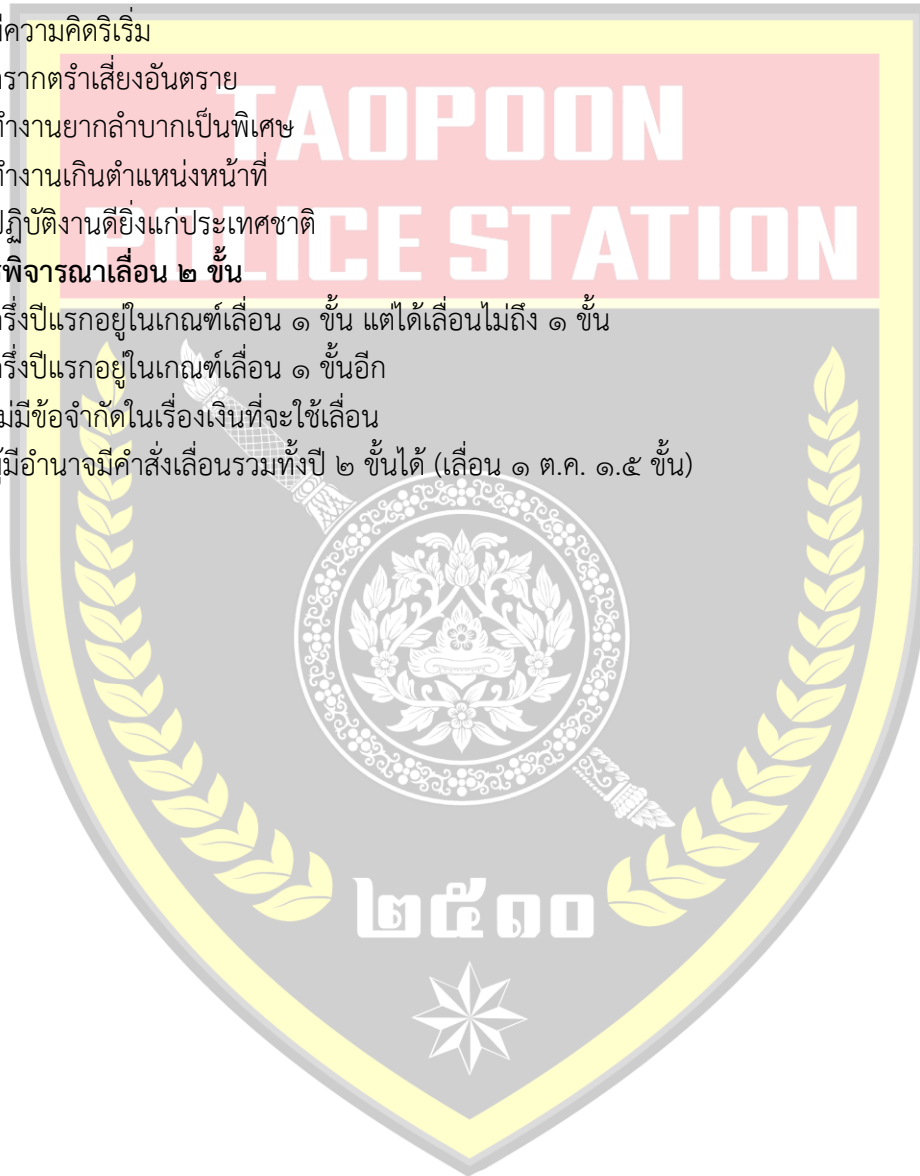 มีความคิดริเริ่ม
ตรากตรำเสี่ยงอันตราย
ทำงานยากลำบากเป็นพิเศษ
ทำงานเกินตำแหน่งหน้าที่
ปฏิบัติงานดียิ่งแก่ประเทศชาติ
รพิจารณาเลื่อน ๒ ขั้น
ครึ่งปีแรกอยู่ในเกณฑ์เลื่อน ๑ ขั้น แต่ได้เลื่อนไม่ถึง ๑ ขั้น
ครึ่งปีแรกอยู่ในเกณฑ์เลื่อน ๑ ขั้นอีก
ไม่มีข้อจำกัดในเรื่องเงินที่จะใช้เลื่อน
ผู้มีอำนาจมีคำสั่งเลื่อนรวมทั้งปี ๒ ขั้นได้ (เลื่อน ๑ ต.ค. ๑.๕ ขั้น)
TAOPOON
POLICE STATION
๒๕๑๐